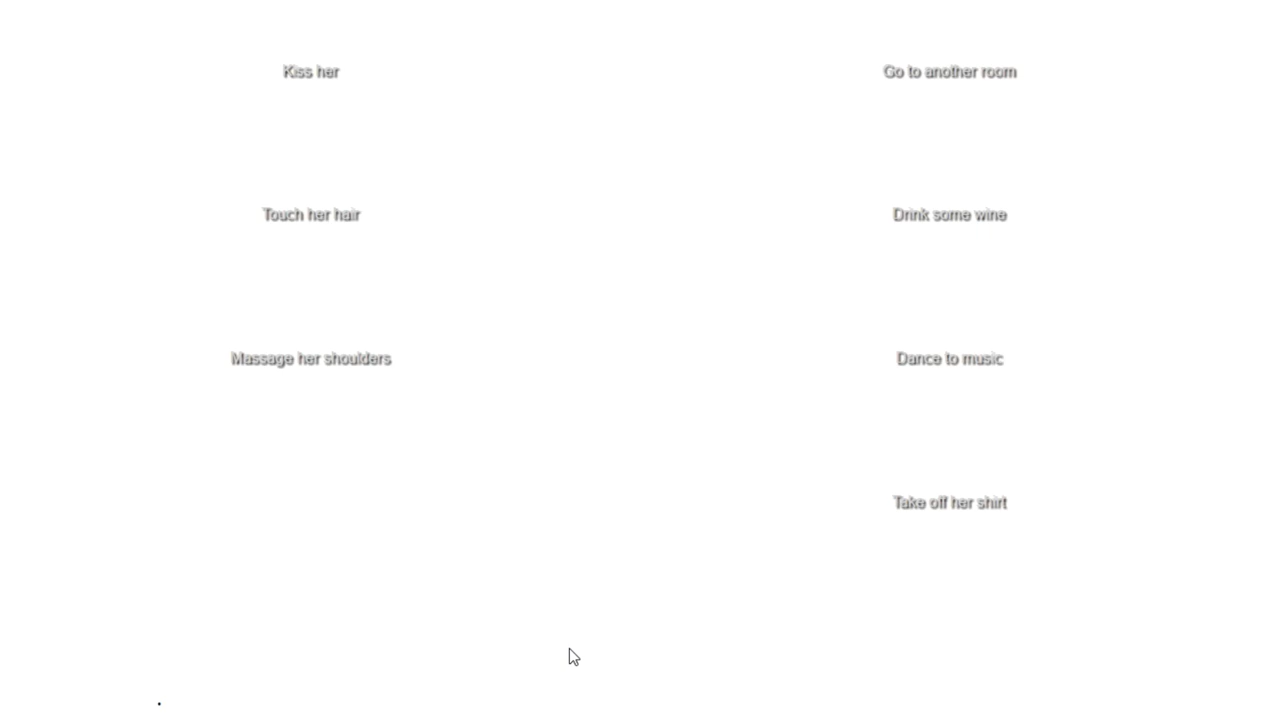 Kiss her
Go to another room
Touch her hair
Drink some wine
Massage her shoulders
Dance to music
Take off her shirt